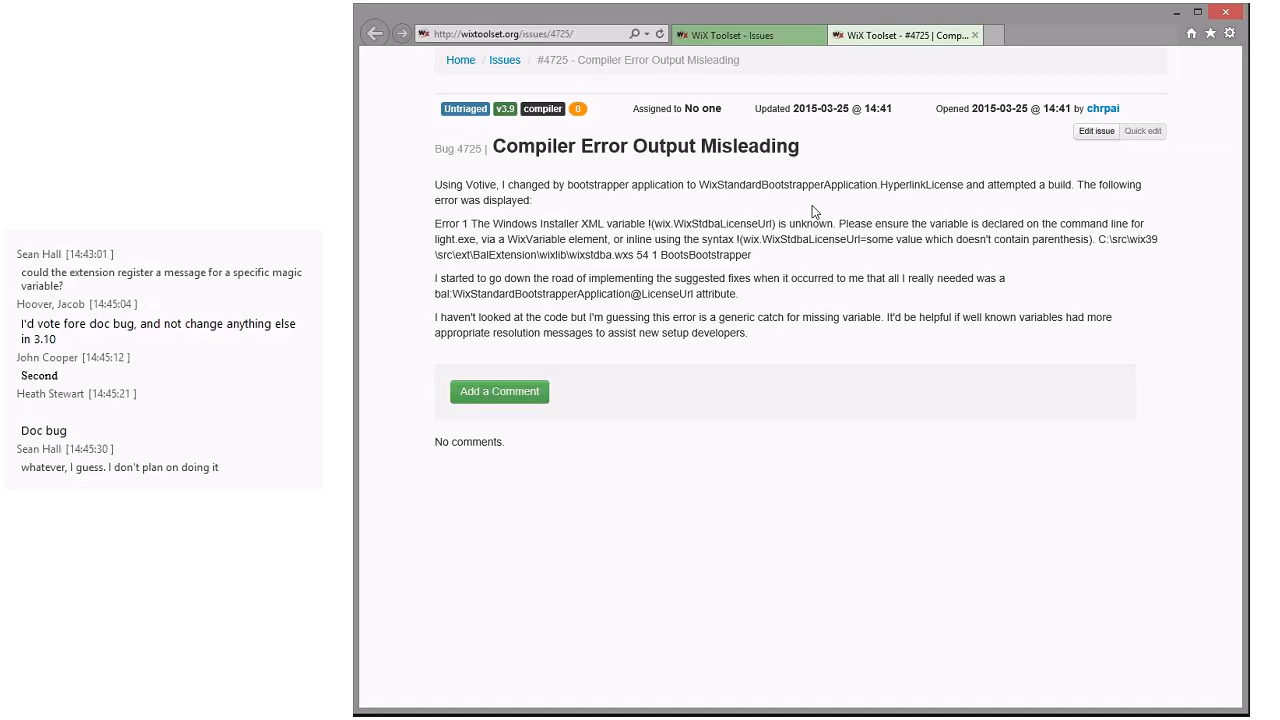 Sean Hall [14:43:01 ]
could the extension register a message for a specific magic
variable?
Hoover, Jacob [14:45:04 ]
I'd vote fore doc bug, and not change anything else
in 3.10
John Cooper [14:45:12 ]
Second
Heath Stewart [14:45:21 ]
Doc bug
Sean Hall [14:45:30 ]
whatever, I guess. I don't plan on doing it
http://wixtoolset.org/issues/4725/
WiX Toolset - Issues
WiX Toolset - #4725 | Comp...
Home / Issues / #4725 - Compiler Error Output Misleading
Untriaged v3.9 compiler 0 Assigned to No one Updated 2015-03-25 @ 14:41 Opened 2015-03-25 @ 14:41 by chrpai
Edit issue Quick edit
Bug 4725 | Compiler Error Output Misleading
Using Votive, I changed by bootstrapper application to WixStandardBootstrapperApplication.HyperlinkLicense and attempted a build. The following
error was displayed:
Error 1 The Windows Installer XML variable !(wix.WixStdbaLicenseUrl) is unknown. Please ensure the variable is declared on the command line for
light.exe, via a WixVariable element, or inline using the syntax !(wix.WixStdbaLicenseUrl=some value which doesn't contain parenthesis). C:\src\wix39
\src\ext\BalExtension\wixlib\wixstdba.wxs 54 1 BootsBootstrapper
I started to go down the road of implementing the suggested fixes when it occurred to me that all I really needed was a
bal:WixStandardBootstrapperApplication@LicenseUrl attribute.
I haven't looked at the code but I'm guessing this error is a generic catch for missing variable. It'd be helpful if well known variables had more
appropriate resolution messages to assist new setup developers.
Add a Comment
No comments.